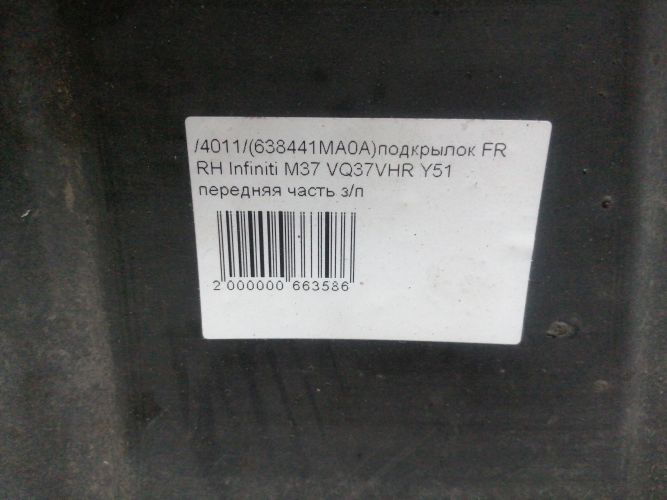 /4011/(638441MA0A)подкрылок FR
RH Infiniti M37 VQ37VHR Y51
передняя часть з/п
2 000000 663586